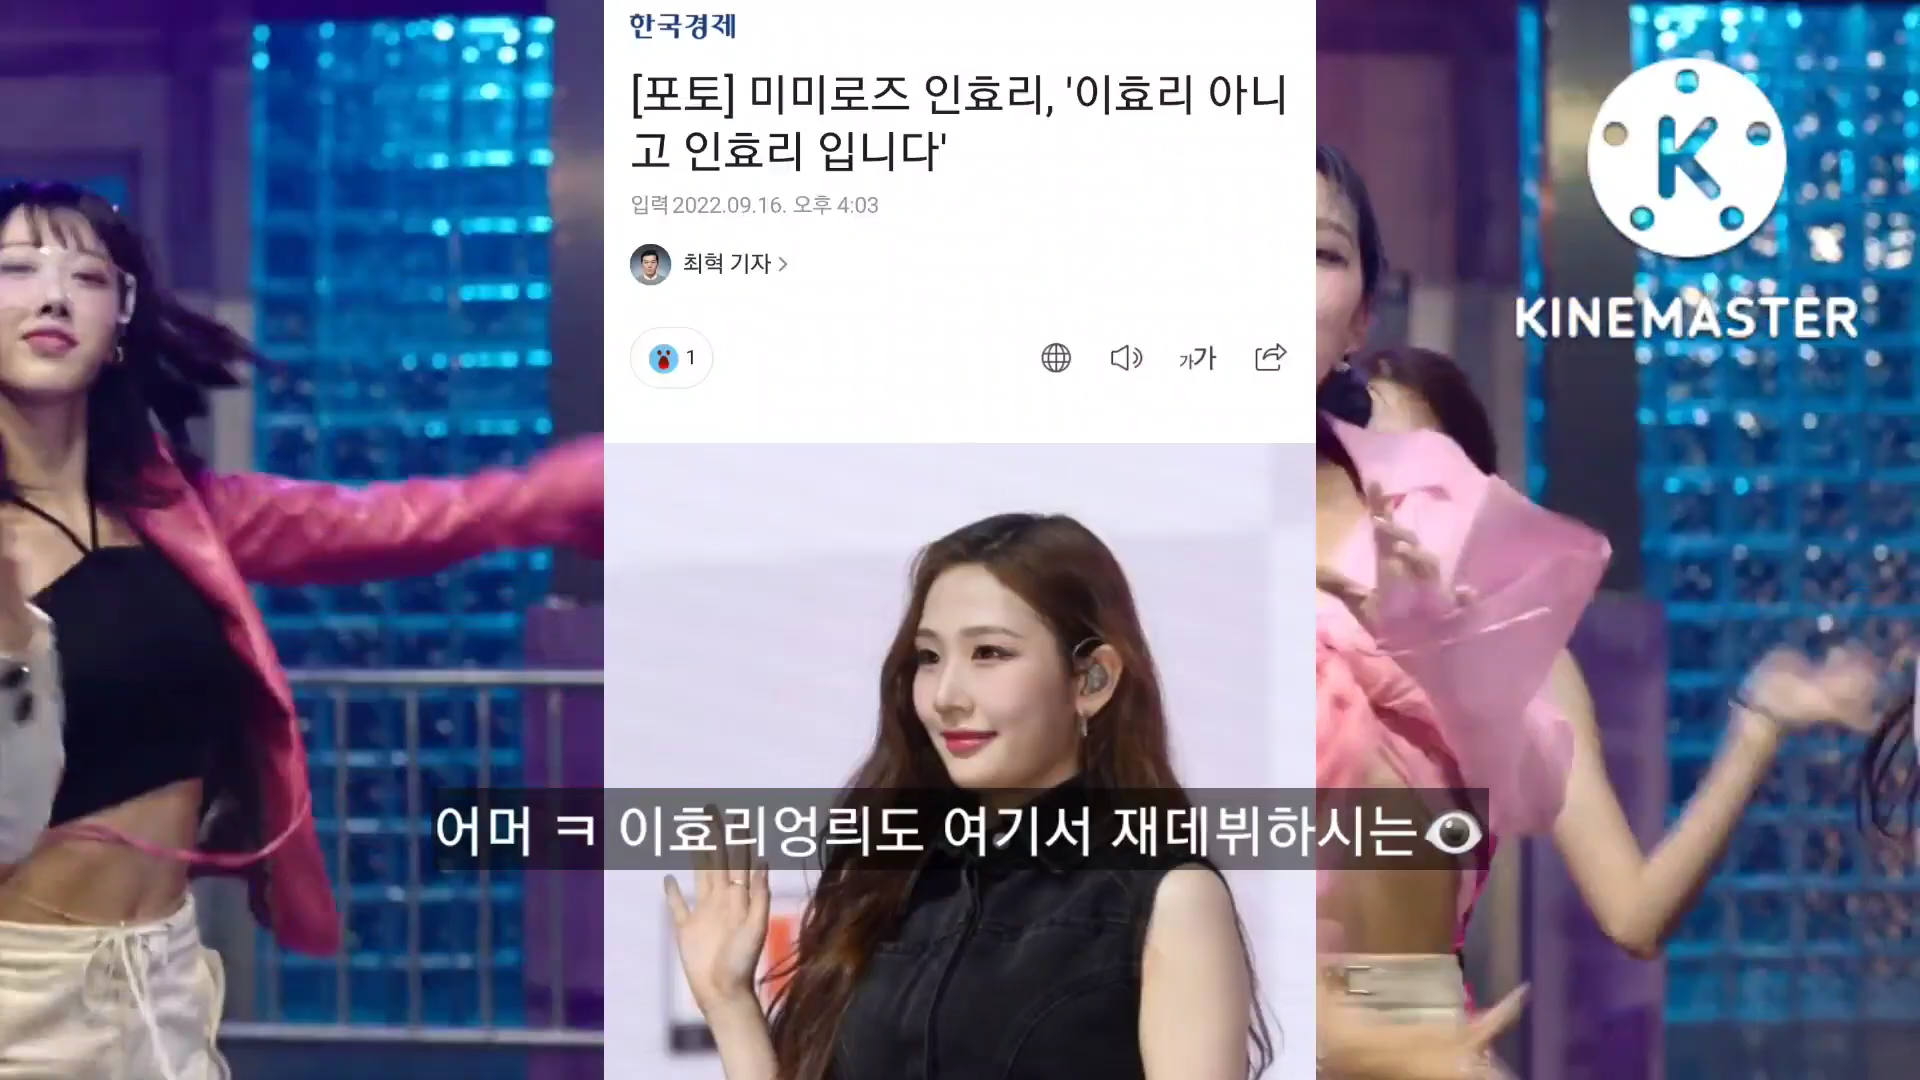 한국경제
[포토] 미미로즈 인효리, '이효리 아니
고 인효리 입니다'
입력 2022.09.16. 오후 4:03
최혁 기자
1
가가
K
KINEMASTER
어머 ㅋ 이효리엉릐도 여기서 재데뷔하시는👁